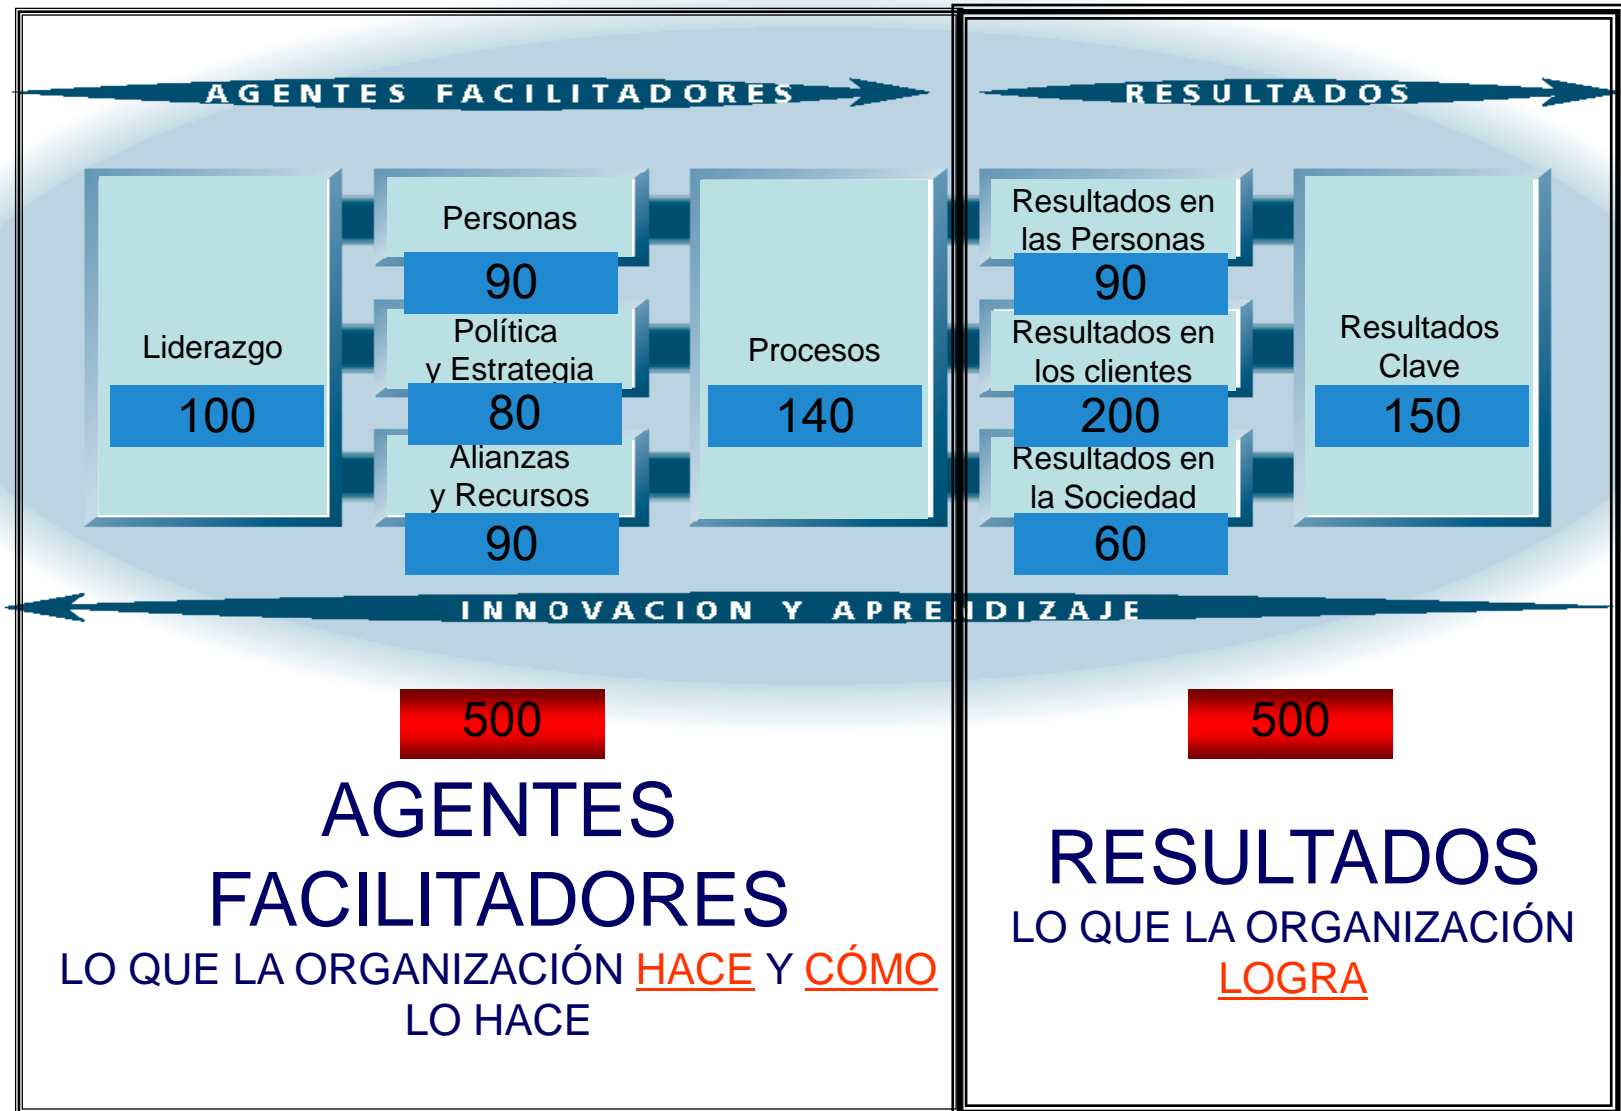 AGENTES FACILITADORES
RESULTADOS
Liderazgo
100
Personas
90
Política
y Estrategia
80
Alianzas
y Recursos
90
Procesos
140
Resultados en
las Personas
90
Resultados en
los clientes
200
Resultados en
la Sociedad
60
Resultados
Clave
150
INNOVACION Y APRENDIZAJE
500
AGENTES
FACILITADORES
LO QUE LA ORGANIZACIÓN HACE Y CÓMO
LO HACE
500
RESULTADOS
LO QUE LA ORGANIZACIÓN
LOGRA